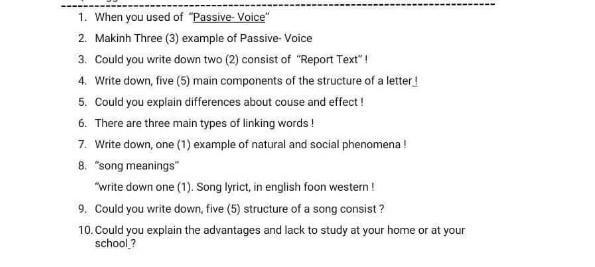 1. When you used of "Passive- Voice"
2. Makinh Three (3) example of Passive- Voice
3. Could you write down two (2) consist of "Report Text" !
4. Write down, five (5) main components of the structure of a letter !
5. Could you explain differences about couse and effect !
6. There are three main types of linking words !
7. Write down, one (1) example of natural and social phenomena !
8. "song meanings"
"write down one (1). Song lyrict, in english foon western !
9. Could you write down, five (5) structure of a song consist ?
10. Could you explain the advantages and lack to study at your home or at your
school ?